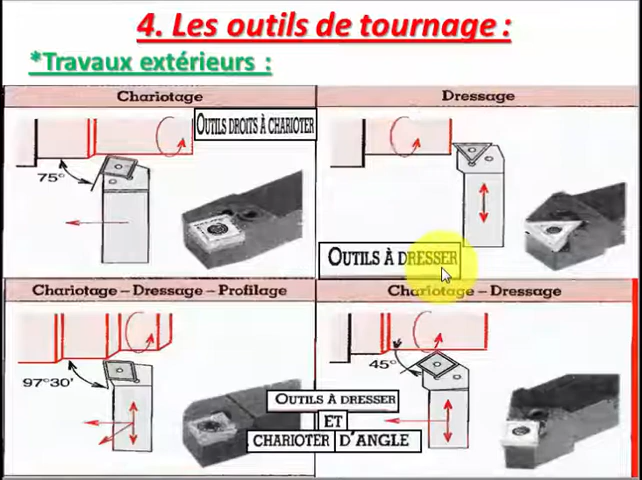 4. Les outils de tournage :
*Travaux extérieurs :
Chariotage
Dressage
OUTILS DROITS À CHARIOTER
75°
OUTILS À DRESSER
Chariotage – Dressage – Profilage
Chariotage – Dressage
97°30'
45°
OUTILS À DRESSER
ET
CHARIOTER D'ANGLE